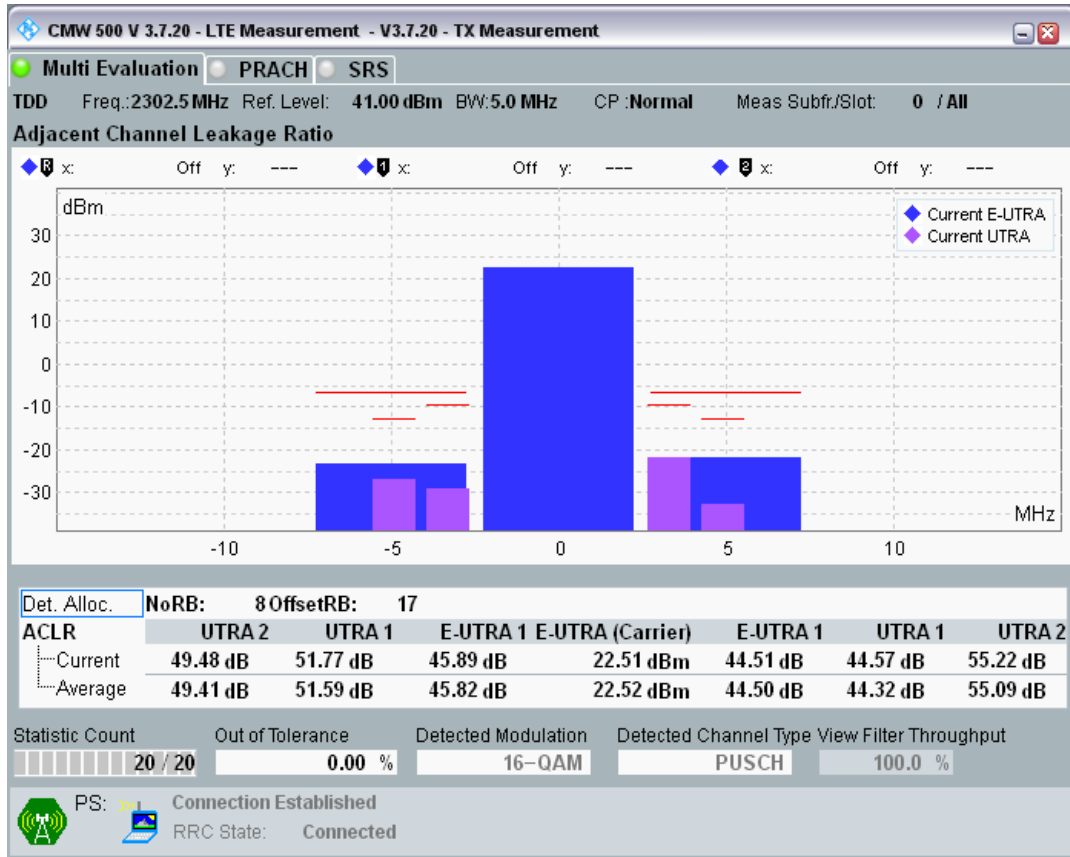 CMW 500 V 3.7.20 - LTE Measurement - V3.7.20 - TX Measurement
Multi Evaluation PRACH SRS
TDD Freq.:2302.5 MHz Ref. Level: 41.00 dBm BW:5.0 MHz CP :Normal Meas Subfr./Slot: 0 / All
Adjacent Channel Leakage Ratio
R x: Off y: --- 1 x: Off y: --- 2 x: Off y: ---
dBm
Current E-UTRA
Current UTRA
30
20
10
0
-10
-20
-30
MHz
-10 -5 0 5 10
Det. Alloc. NoRB: 8 OffsetRB: 17
ACLR UTRA 2 UTRA 1 E-UTRA 1 E-UTRA (Carrier) E-UTRA 1 UTRA 1 UTRA 2
Current 49.48 dB 51.77 dB 45.89 dB 22.51 dBm 44.51 dB 44.57 dB 55.22 dB
Average 49.41 dB 51.59 dB 45.82 dB 22.52 dBm 44.50 dB 44.32 dB 55.09 dB
Statistic Count Out of Tolerance Detected Modulation Detected Channel Type View Filter Throughput
20 / 20 0.00 % 16-QAM PUSCH 100.0 %
PS: Connection Established
RRC State: Connected